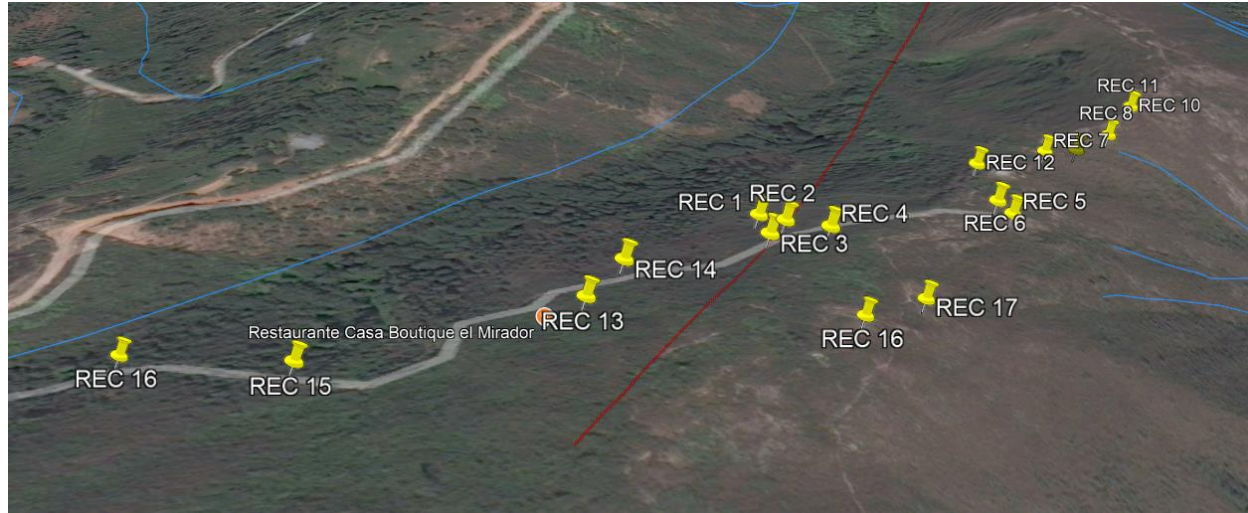 REC 11
REC 10
REC 8
REC 7
REC 12
REC 1
REC 2
REC 5
REC 4
REC 6
REC 3
REC 14
REC 17
REC 13
Restaurante Casa Boutique el Mirador
REC 16
REC 16
REC 15